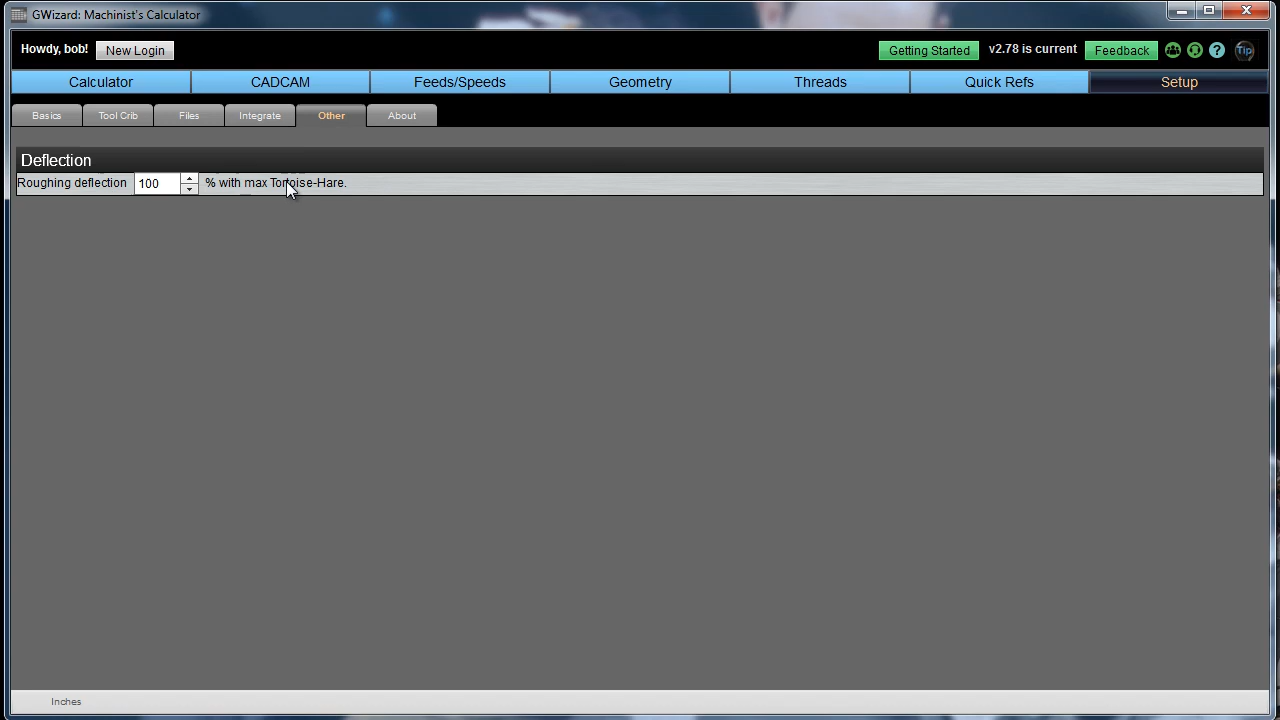 GWizard: Machinist's Calculator
Howdy, bob! New Login Getting Started v2.78 is current Feedback ? Tip
Calculator CADCAM Feeds/Speeds Geometry Threads Quick Refs Setup
Basics Tool Crib Files Integrate Other About
Deflection
Roughing deflection 100 % with max Tortoise-Hare.
Inches